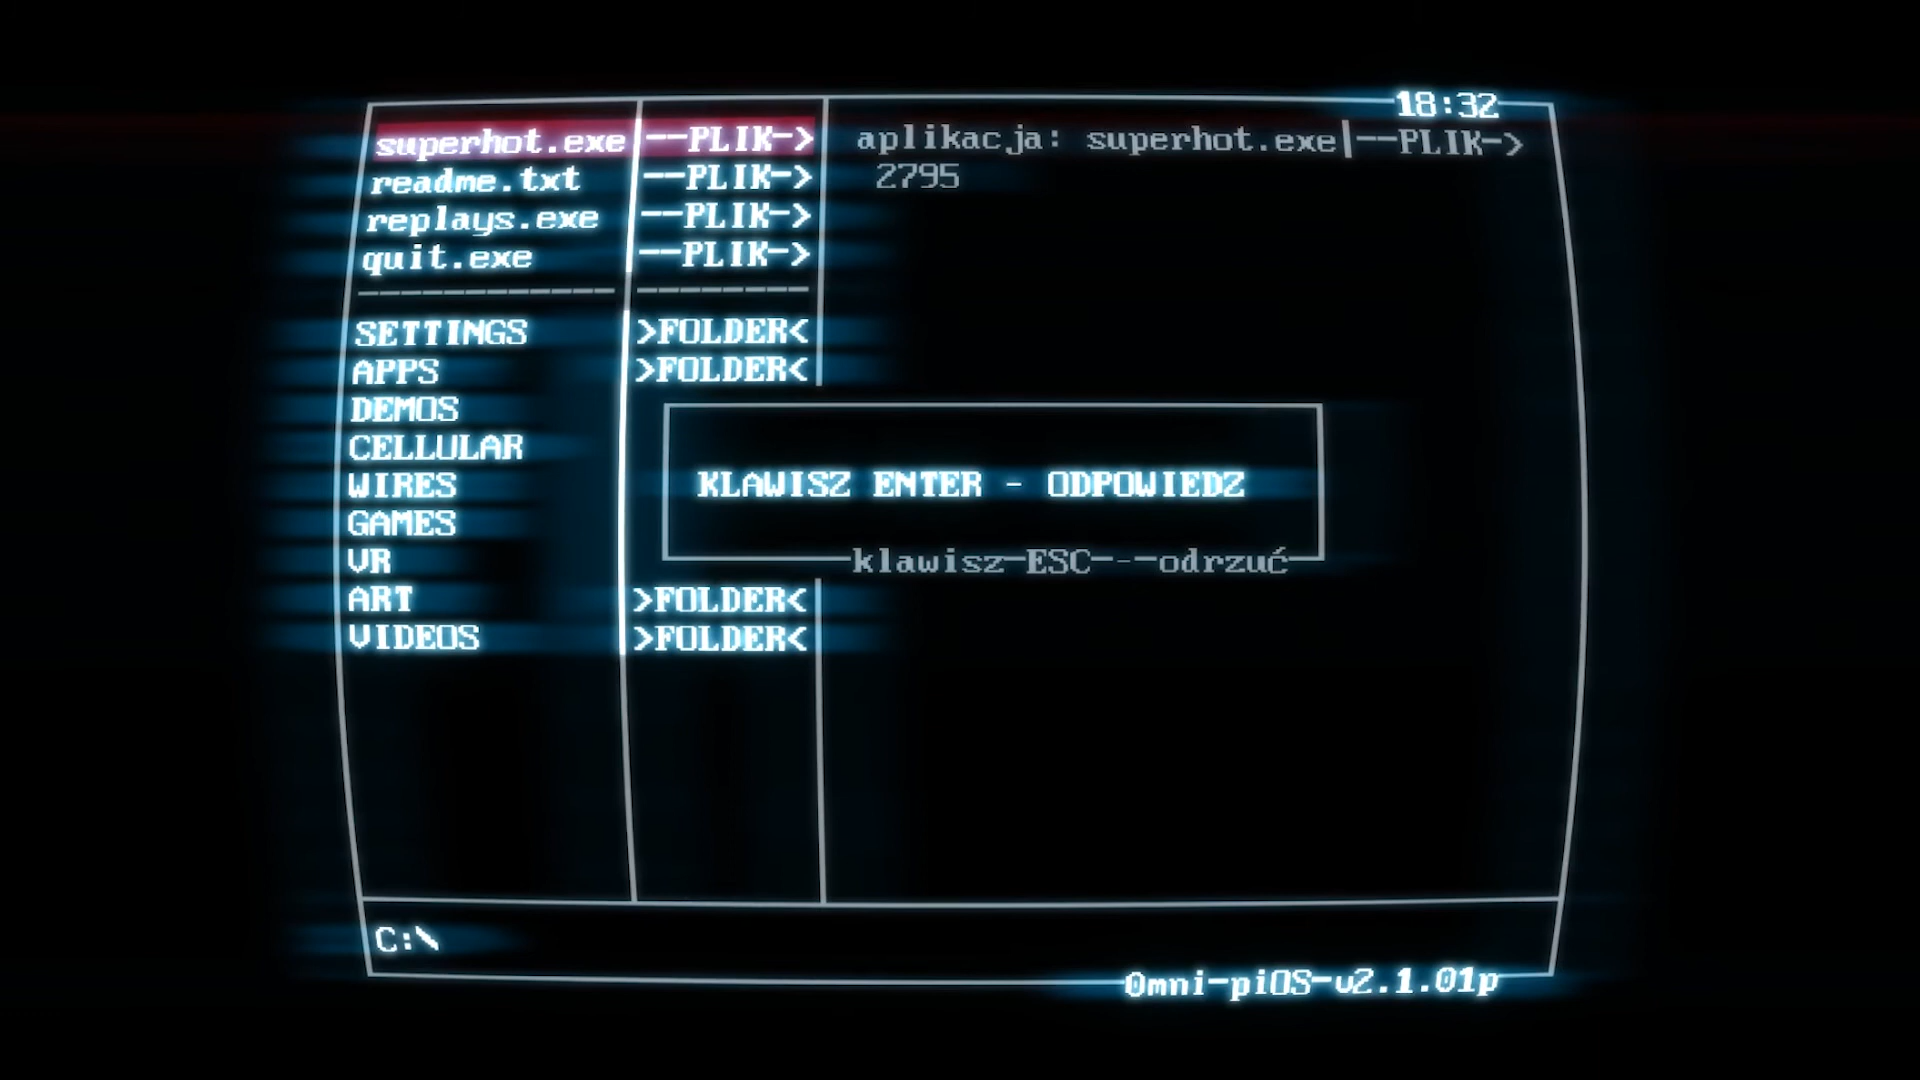 18:32
superhot.exe --PLIK-> aplikacja: superhot.exe|--PLIK->
readme.txt --PLIK-> 2795
replays.exe --PLIK->
quit.exe --PLIK->
SETTINGS >FOLDER<
APPS >FOLDER<
DEMOS
CELLULAR
WIRES
GAMES
VR
ART >FOLDER<
VIDEOS >FOLDER<
KLAWISZ ENTER - ODPOWIEDZ
klawisz ESC - odrzuć
C:\
Omni-piOS-v2.1.01p